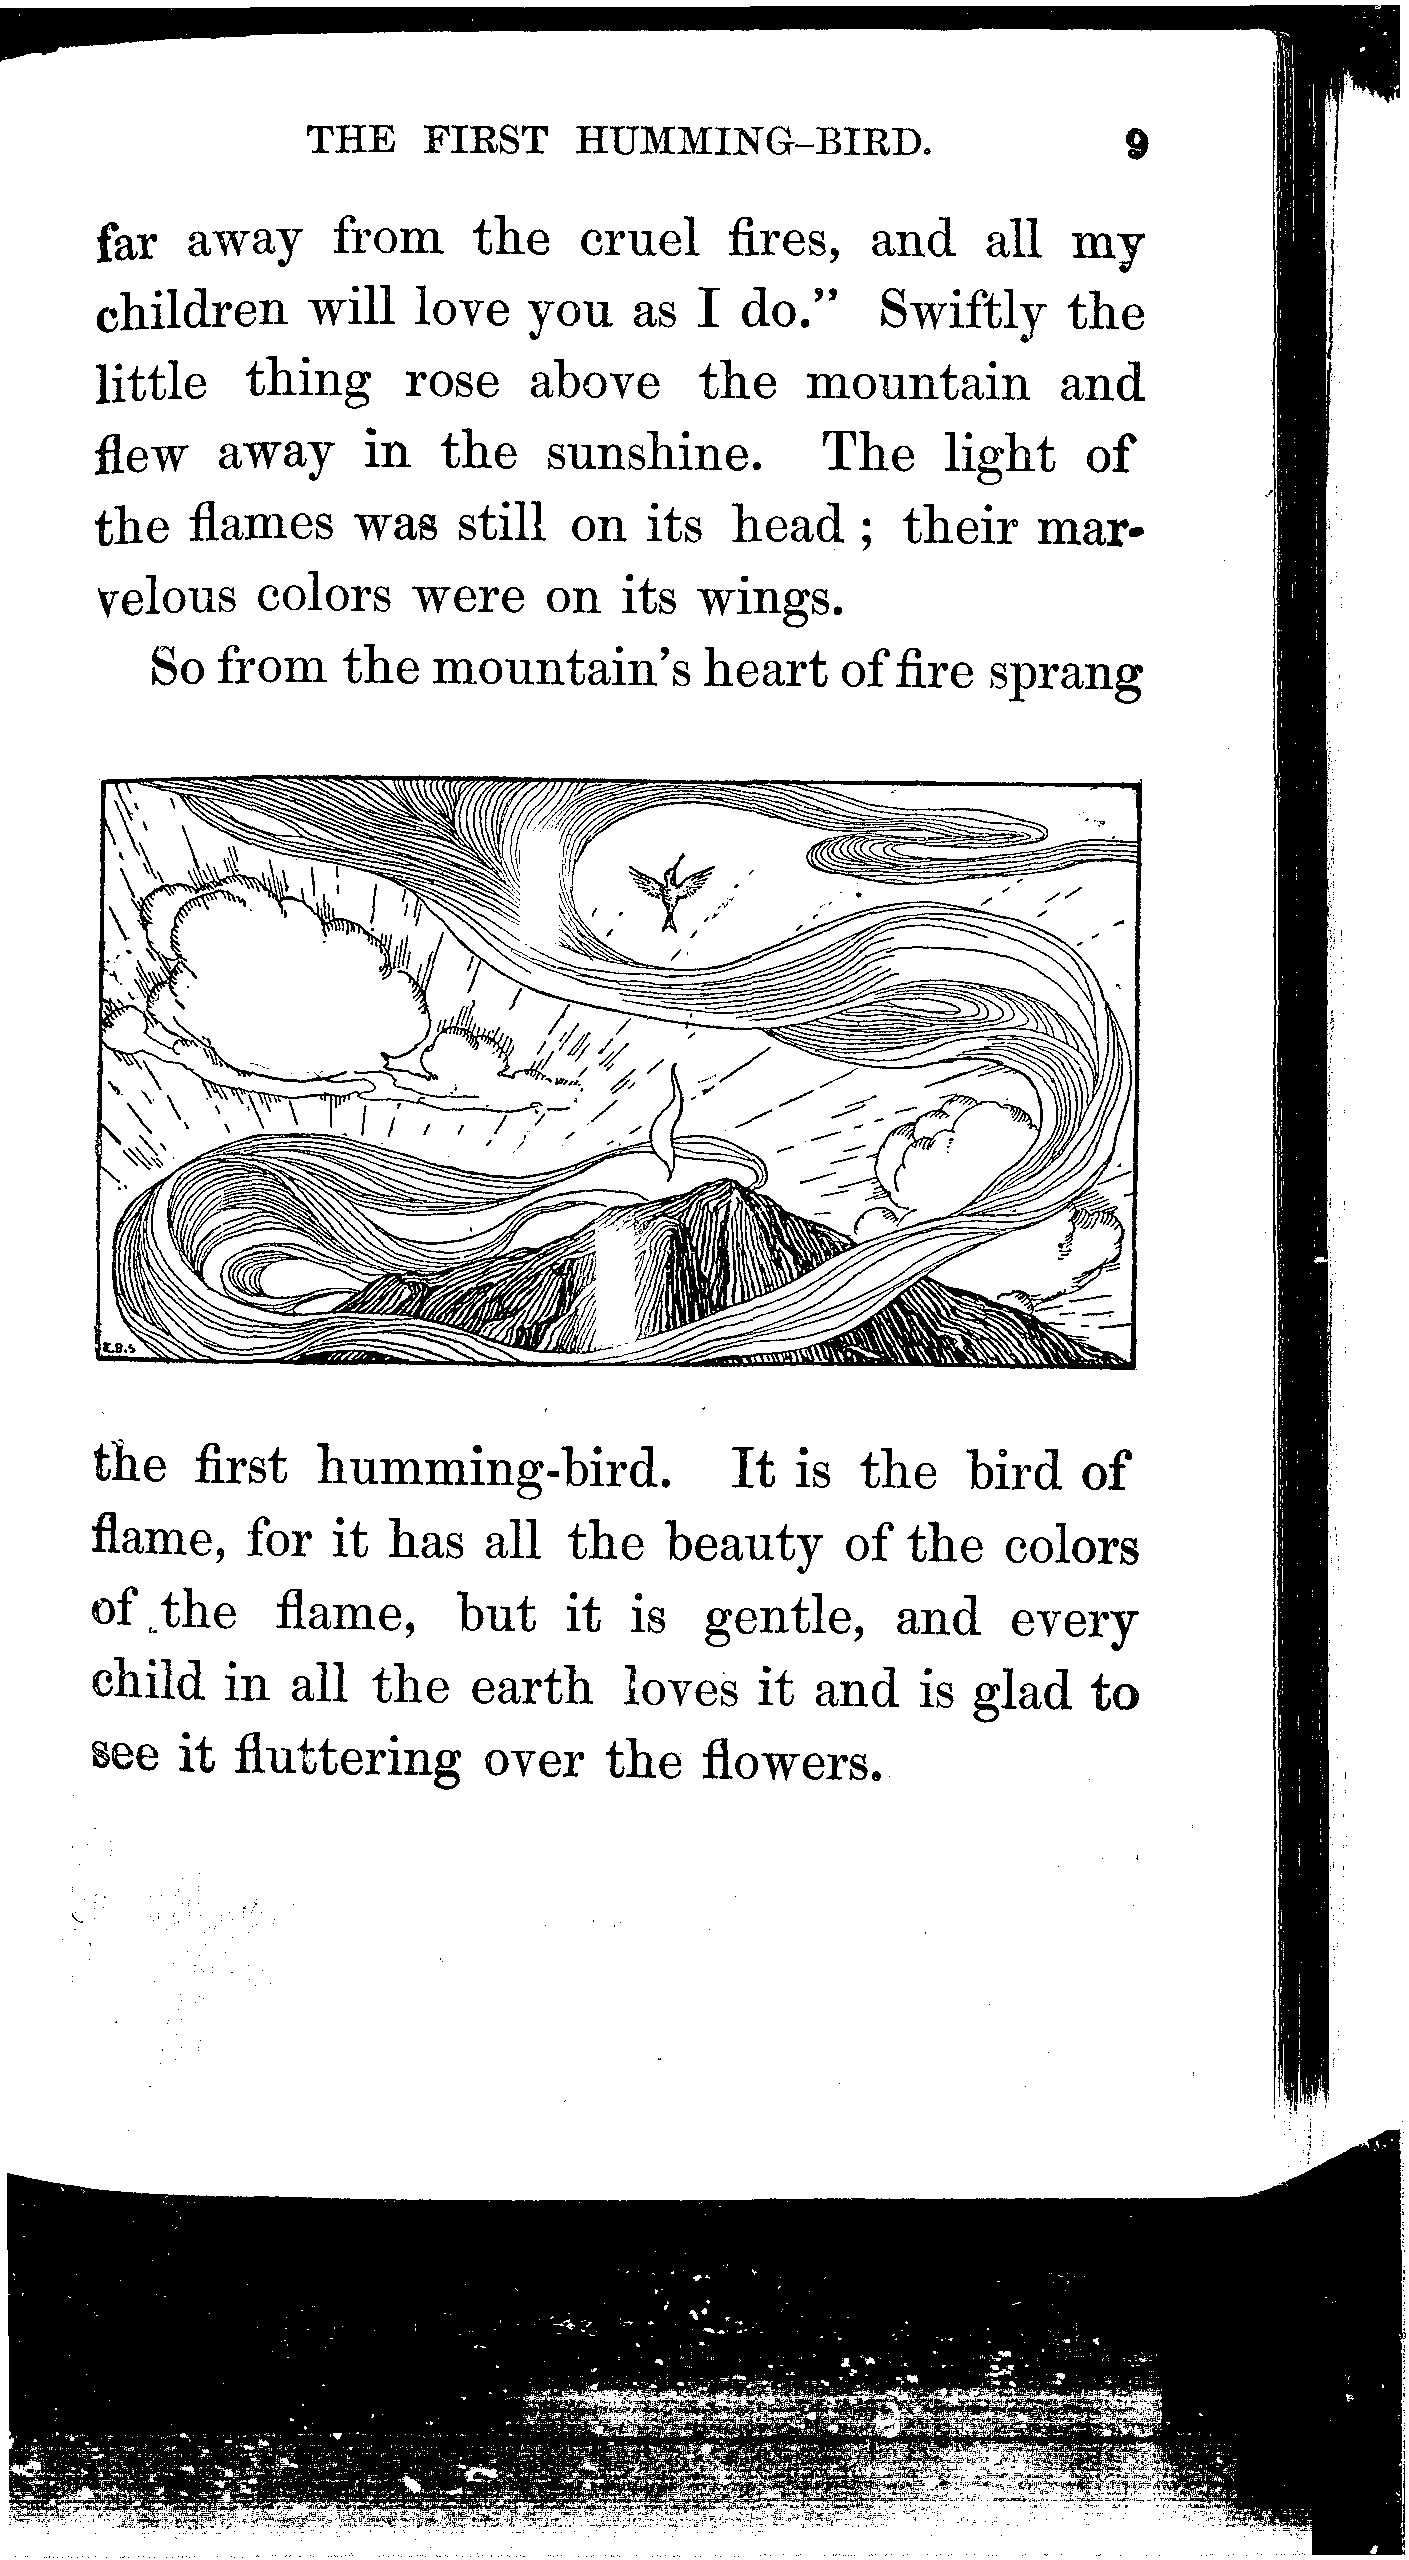 THE FIRST HUMMING-BIRD. 9
far away from the cruel fires, and all my
children will love you as I do.” Swiftly the
little thing rose above the mountain and
flew away in the sunshine. The light of
the flames was still on its head ; their mar-
velous colors were on its wings.
So from the mountain’s heart of fire sprang
E.B.S
the first humming-bird. It is the bird of
flame, for it has all the beauty of the colors
of the flame, but it is gentle, and every
child in all the earth loves it and is glad to
see it fluttering over the flowers.